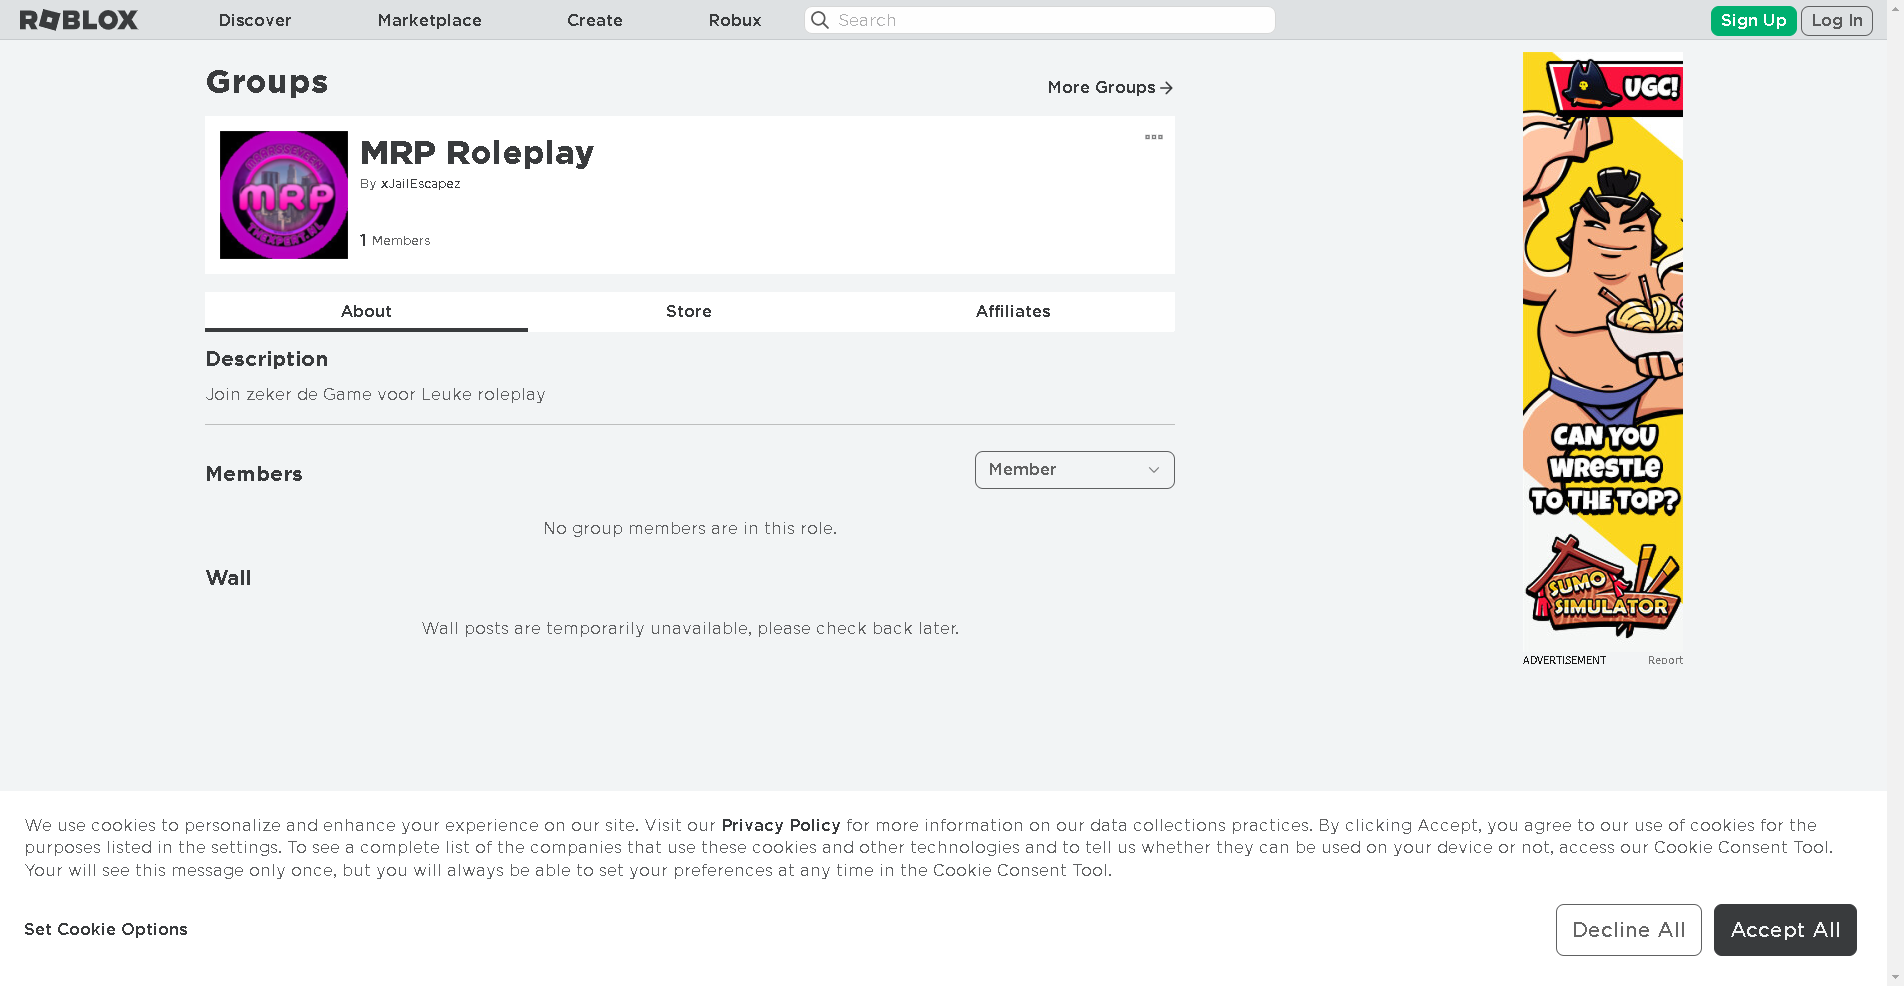 ROBLOX
Discover
Marketplace
Create
Robux
Search
Sign Up
Log In
Groups
More Groups
MRP Roleplay
By xJailEscapez
1 Members
MRP
About
Store
Affiliates
Description
Join zeker de Game voor Leuke roleplay
Members
Member
No group members are in this role.
Wall
Wall posts are temporarily unavailable, please check back later.
UGC!
CAN YOU
WRESTLE
TO THE TOP?
SUMO
SIMULATOR
ADVERTISEMENT
Report
We use cookies to personalize and enhance your experience on our site. Visit our Privacy Policy for more information on our data collections practices. By clicking Accept, you agree to our use of cookies for the
purposes listed in the settings. To see a complete list of the companies that use these cookies and other technologies and to tell us whether they can be used on your device or not, access our Cookie Consent Tool.
Your will see this message only once, but you will always be able to set your preferences at any time in the Cookie Consent Tool.
Set Cookie Options
Decline All
Accept All